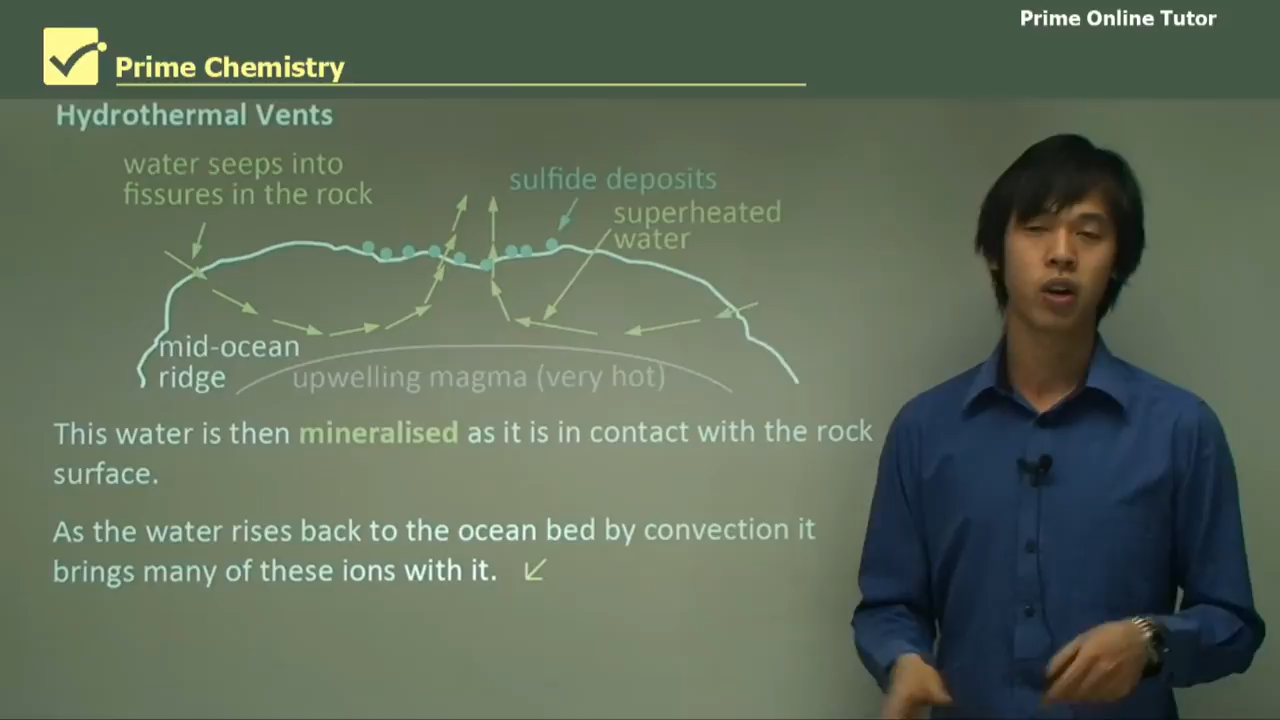 Prime Online Tutor
Prime Chemistry
Hydrothermal Vents
water seeps into
fissures in the rock
sulfide deposits
superheated
water
mid-ocean
ridge
upwelling magma (very hot)
This water is then mineralised as it is in contact with the rock
surface.
As the water rises back to the ocean bed by convection it
brings many of these ions with it.